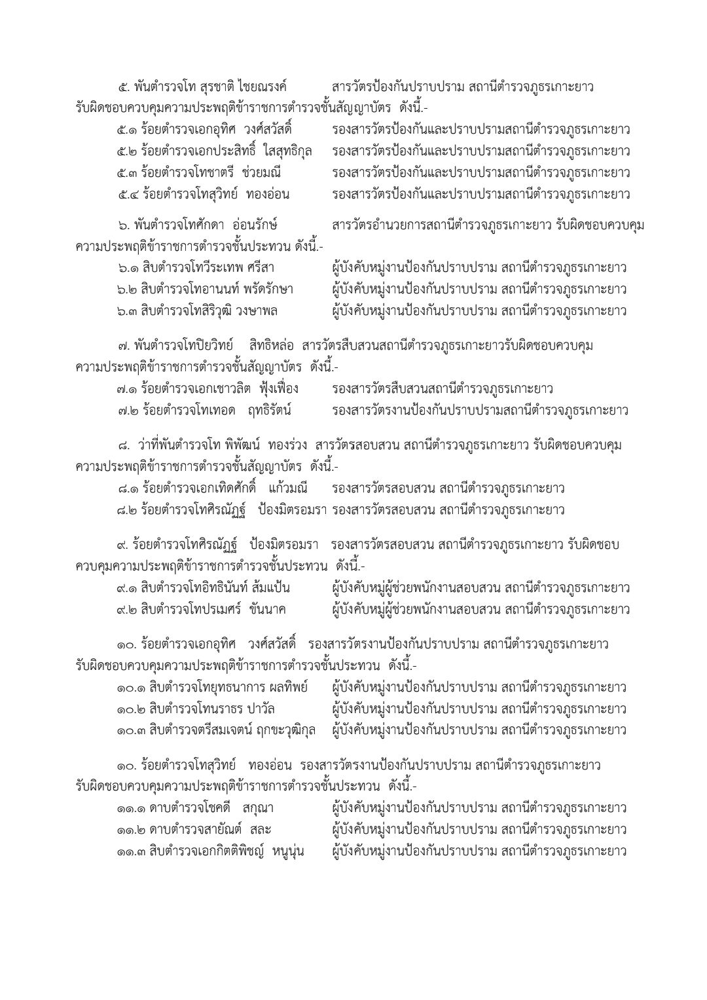 ๕. พันตำรวจโท สุรชาติ ไชยณรงค์ สารวัตรป้องกันปราบปราม สถานีตำรวจภูธรเกาะยาว
รับผิดชอบควบคุมความประพฤติข้าราชการตำรวจชั้นสัญญาบัตร ดังนี้.-
๕.๑ ร้อยตำรวจเอกอุทิศ วงศ์สวัสดิ์ รองสารวัตรป้องกันและปราบปรามสถานีตำรวจภูธรเกาะยาว
๕.๒ ร้อยตำรวจเอกประสิทธิ์ ใสสุทธิกุล รองสารวัตรป้องกันและปราบปรามสถานีตำรวจภูธรเกาะยาว
๕.๓ ร้อยตำรวจโทชาตรี ช่วยมณี รองสารวัตรป้องกันและปราบปรามสถานีตำรวจภูธรเกาะยาว
๕.๔ ร้อยตำรวจโทสุวิทย์ ทองอ่อน รองสารวัตรป้องกันและปราบปรามสถานีตำรวจภูธรเกาะยาว
๖. พันตำรวจโทศักดา อ่อนรักษ์ สารวัตรอำนวยการสถานีตำรวจภูธรเกาะยาว รับผิดชอบควบคุม
ความประพฤติข้าราชการตำรวจชั้นประทวน ดังนี้.-
๖.๑ สิบตำรวจโทวีระเทพ ศรีสา ผู้บังคับหมู่งานป้องกันปราบปราม สถานีตำรวจภูธรเกาะยาว
๖.๒ สิบตำรวจโทอานนท์ พรัดรักษา ผู้บังคับหมู่งานป้องกันปราบปราม สถานีตำรวจภูธรเกาะยาว
๖.๓ สิบตำรวจโทสิริวุฒิ วงษาพล ผู้บังคับหมู่งานป้องกันปราบปราม สถานีตำรวจภูธรเกาะยาว
๗. พันตำรวจโทปิยวิทย์ สิทธิหล่อ สารวัตรสืบสวนสถานีตำรวจภูธรเกาะยาวรับผิดชอบควบคุม
ความประพฤติข้าราชการตำรวจชั้นสัญญาบัตร ดังนี้.-
๗.๑ ร้อยตำรวจเอกเชาวลิต ฟุ้งเฟื่อง รองสารวัตรสืบสวนสถานีตำรวจภูธรเกาะยาว
๗.๒ ร้อยตำรวจโทเทอด ฤทธิรัตน์ รองสารวัตรงานป้องกันปราบปรามสถานีตำรวจภูธรเกาะยาว
๘. ว่าที่พันตำรวจโท พิพัฒน์ ทองร่วง สารวัตรสอบสวน สถานีตำรวจภูธรเกาะยาว รับผิดชอบควบคุม
ความประพฤติข้าราชการตำรวจชั้นสัญญาบัตร ดังนี้.-
๘.๑ ร้อยตำรวจเอกเทิดศักดิ์ แก้วมณี รองสารวัตรสอบสวน สถานีตำรวจภูธรเกาะยาว
๘.๒ ร้อยตำรวจโทศิรณัฏฐ์ ป้องมิตรอมรา รองสารวัตรสอบสวน สถานีตำรวจภูธรเกาะยาว
๙. ร้อยตำรวจโทศิรณัฏฐ์ ป้องมิตรอมรา รองสารวัตรสอบสวน สถานีตำรวจภูธรเกาะยาว รับผิดชอบ
ควบคุมความประพฤติข้าราชการตำรวจชั้นประทวน ดังนี้.-
๙.๑ สิบตำรวจโทอิทธินันท์ ส้มแป้น ผู้บังคับหมู่ผู้ช่วยพนักงานสอบสวน สถานีตำรวจภูธรเกาะยาว
๙.๒ สิบตำรวจโทปรเมศร์ ขันนาค ผู้บังคับหมู่ผู้ช่วยพนักงานสอบสวน สถานีตำรวจภูธรเกาะยาว
๑๐. ร้อยตำรวจเอกอุทิศ วงศ์สวัสดิ์ รองสารวัตรงานป้องกันปราบปราม สถานีตำรวจภูธรเกาะยาว
รับผิดชอบควบคุมความประพฤติข้าราชการตำรวจชั้นประทวน ดังนี้.-
๑๐.๑ สิบตำรวจโทยุทธนาการ ผลทิพย์ ผู้บังคับหมู่งานป้องกันปราบปราม สถานีตำรวจภูธรเกาะยาว
๑๐.๒ สิบตำรวจโทนราธร ปาวัล ผู้บังคับหมู่งานป้องกันปราบปราม สถานีตำรวจภูธรเกาะยาว
๑๐.๓ สิบตำรวจตรีสมเจตน์ ฤกขะวุฒิกุล ผู้บังคับหมู่งานป้องกันปราบปราม สถานีตำรวจภูธรเกาะยาว
๑๐. ร้อยตำรวจโทสุวิทย์ ทองอ่อน รองสารวัตรงานป้องกันปราบปราม สถานีตำรวจภูธรเกาะยาว
รับผิดชอบควบคุมความประพฤติข้าราชการตำรวจชั้นประทวน ดังนี้.-
๑๑.๑ ดาบตำรวจโชคดี สกุณา ผู้บังคับหมู่งานป้องกันปราบปราม สถานีตำรวจภูธรเกาะยาว
๑๑.๒ ดาบตำรวจสายัณต์ สละ ผู้บังคับหมู่งานป้องกันปราบปราม สถานีตำรวจภูธรเกาะยาว
๑๑.๓ สิบตำรวจเอกกิตติพิชญ์ หนูนุ่น ผู้บังคับหมู่งานป้องกันปราบปราม สถานีตำรวจภูธรเกาะยาว